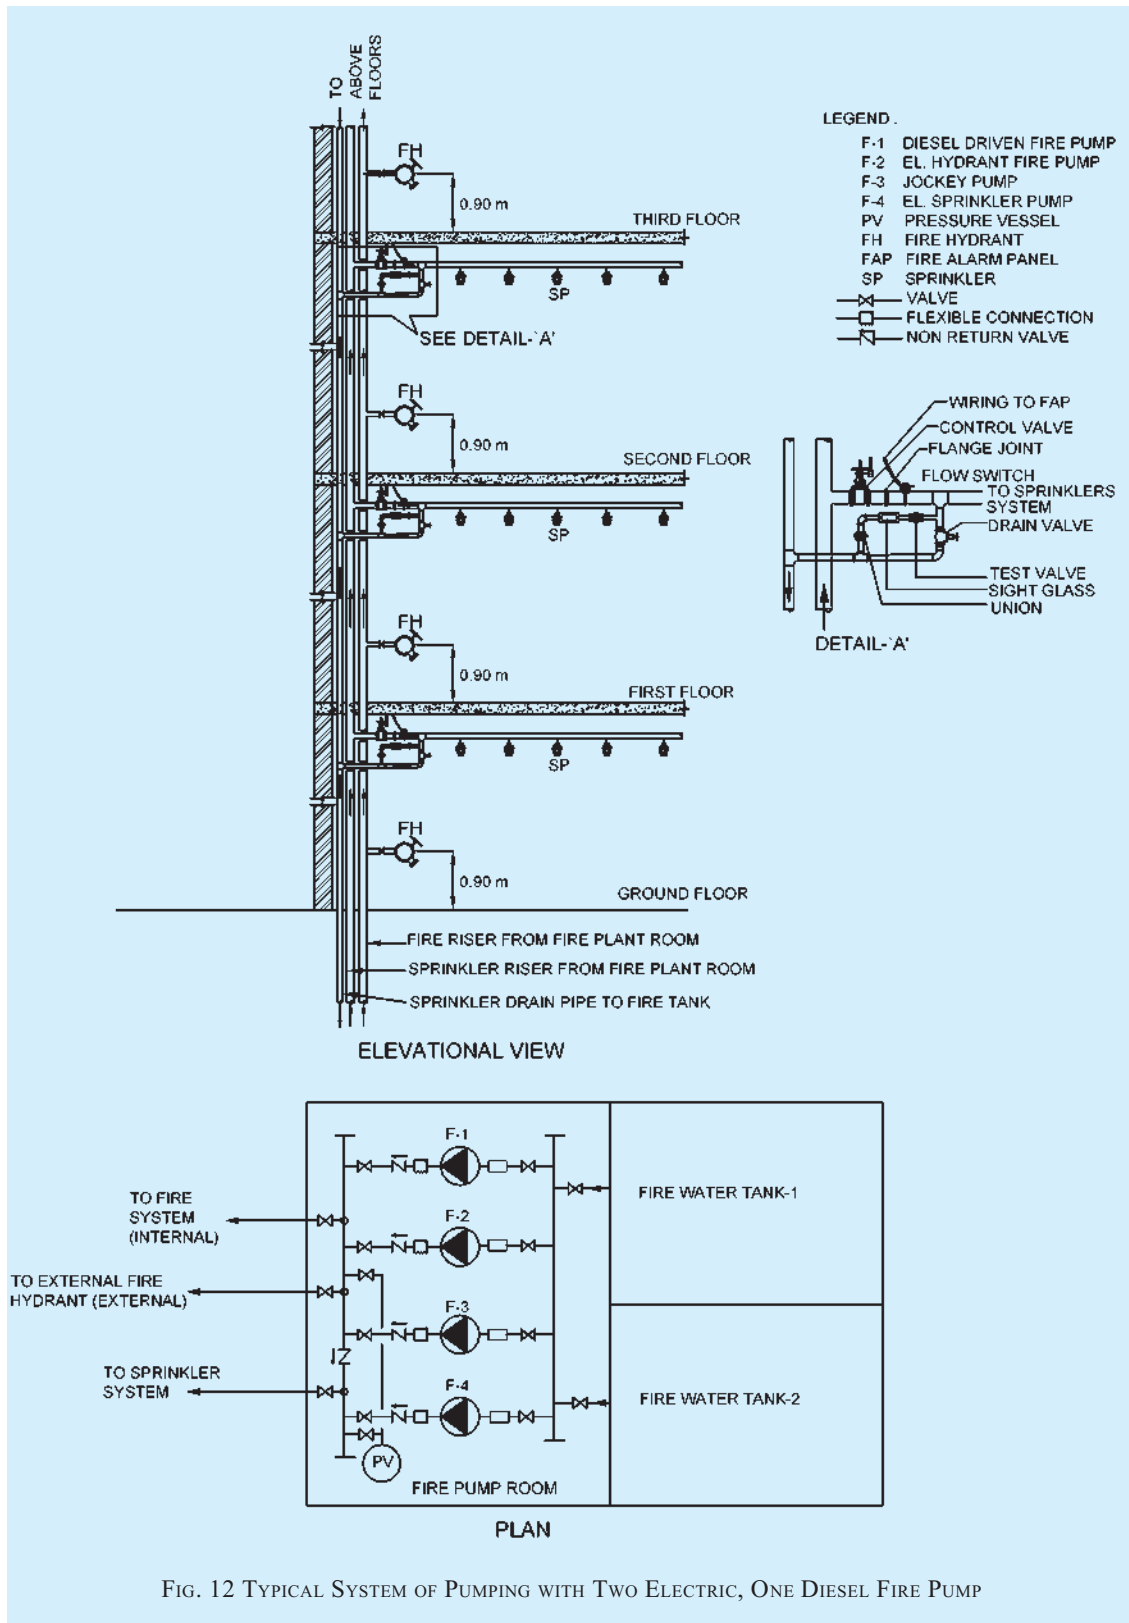 TO
ABOVE
FLOORS
FH
0.90 m
THIRD FLOOR
SP
SEE DETAIL-`A'
FH
0.90 m
SECOND FLOOR
SP
FH
0.90 m
FIRST FLOOR
SP
FH
0.90 m
GROUND FLOOR
FIRE RISER FROM FIRE PLANT ROOM
SPRINKLER RISER FROM FIRE PLANT ROOM
SPRINKLER DRAIN PIPE TO FIRE TANK
ELEVATIONAL VIEW
LEGEND .
F-1 DIESEL DRIVEN FIRE PUMP
F-2 EL. HYDRANT FIRE PUMP
F-3 JOCKEY PUMP
F-4 EL. SPRINKLER PUMP
PV PRESSURE VESSEL
FH FIRE HYDRANT
FAP FIRE ALARM PANEL
SP SPRINKLER
VALVE
FLEXIBLE CONNECTION
NON RETURN VALVE
WIRING TO FAP
CONTROL VALVE
FLANGE JOINT
FLOW SWITCH
TO SPRINKLERS
SYSTEM
DRAIN VALVE
TEST VALVE
SIGHT GLASS
UNION
DETAIL-`A'
F-1
F-2
F-3
F-4
PV
TO FIRE
SYSTEM
(INTERNAL)
TO EXTERNAL FIRE
HYDRANT (EXTERNAL)
TO SPRINKLER
SYSTEM
FIRE WATER TANK-1
FIRE WATER TANK-2
FIRE PUMP ROOM
PLAN
FIG. 12 TYPICAL SYSTEM OF PUMPING WITH TWO ELECTRIC, ONE DIESEL FIRE PUMP